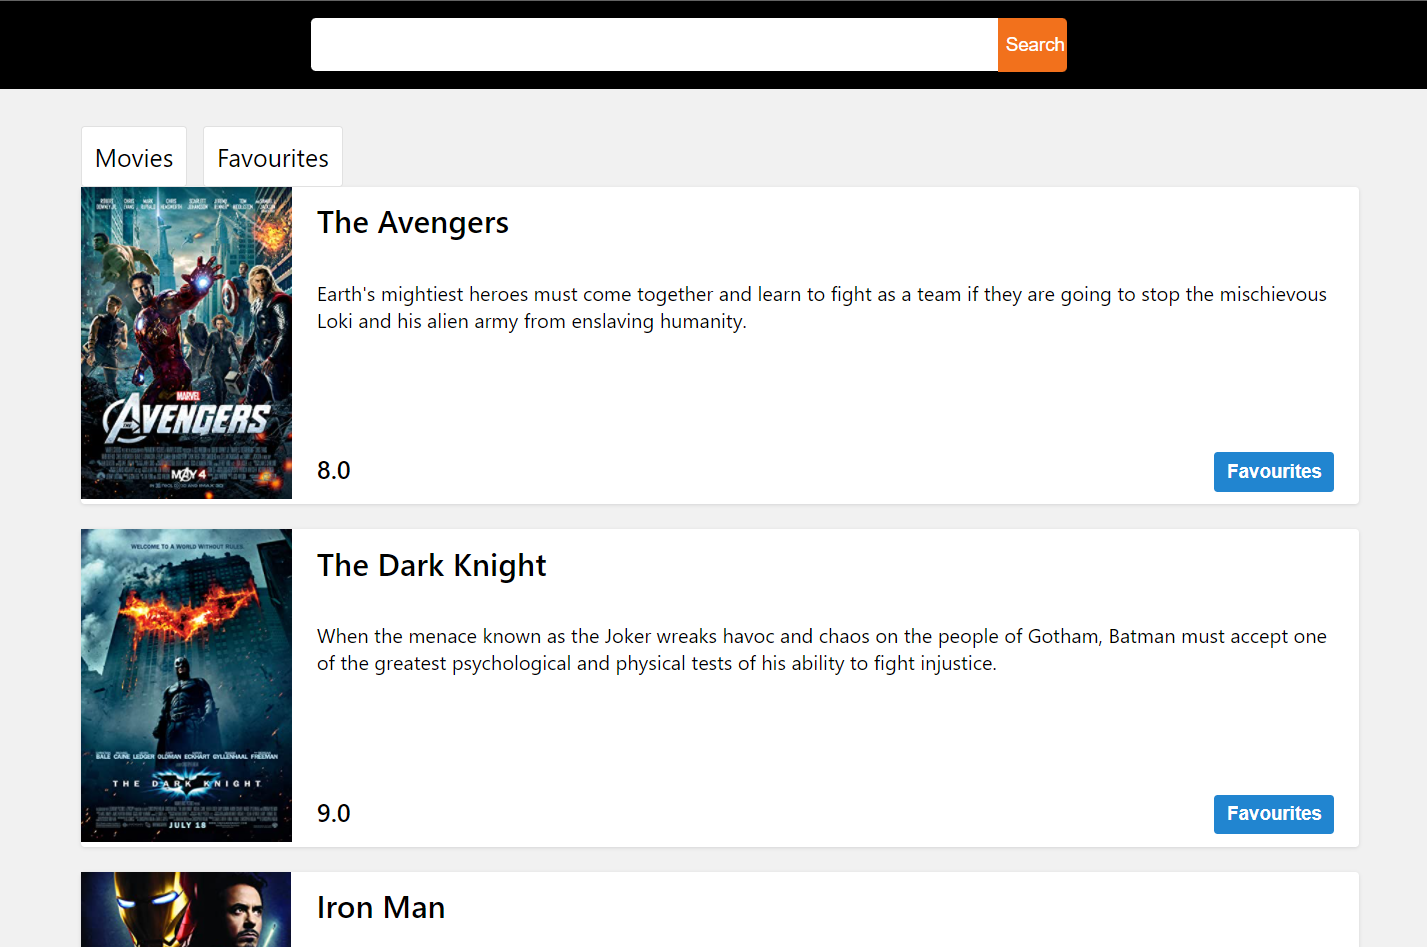 Search
Movies
Favourites
The Avengers
Earth's mightiest heroes must come together and learn to fight as a team if they are going to stop the mischievous
Loki and his alien army from enslaving humanity.
MARVEL
THE AVENGERS
MAY 4
8.0
Favourites
WELCOME TO A WORLD WITHOUT RULES.
The Dark Knight
When the menace known as the Joker wreaks havoc and chaos on the people of Gotham, Batman must accept one
of the greatest psychological and physical tests of his ability to fight injustice.
BALE CAINE LEDGER OLDMAN ECKHART GYLLENHAAL FREEMAN
THE DARK KNIGHT
JULY 18
9.0
Favourites
Iron Man